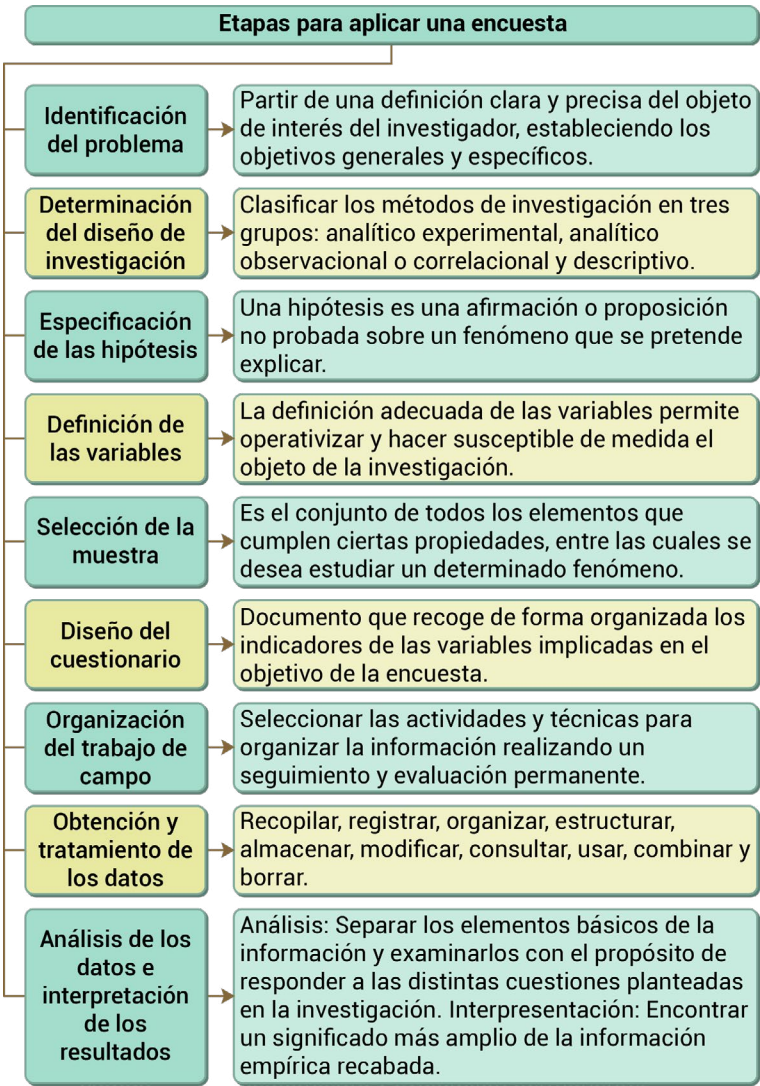 Etapas para aplicar una encuesta
Identificación
del problema
Partir de una definición clara y precisa del objeto
de interés del investigador, estableciendo los
objetivos generales y específicos.
Determinación
del diseño de
investigación
Clasificar los métodos de investigación en tres
grupos: analítico experimental, analítico
observacional o correlacional y descriptivo.
Especificación
de las hipótesis
Una hipótesis es una afirmación o proposición
no probada sobre un fenómeno que se pretende
explicar.
Definición de
las variables
La definición adecuada de las variables permite
operativizar y hacer susceptible de medida el
objeto de la investigación.
Selección de la
muestra
Es el conjunto de todos los elementos que
cumplen ciertas propiedades, entre las cuales se
desea estudiar un determinado fenómeno.
Diseño del
cuestionario
Documento que recoge de forma organizada los
indicadores de las variables implicadas en el
objetivo de la encuesta.
Organización
del trabajo de
campo
Seleccionar las actividades y técnicas para
organizar la información realizando un
seguimiento y evaluación permanente.
Obtención y
tratamiento de
los datos
Recopilar, registrar, organizar, estructurar,
almacenar, modificar, consultar, usar, combinar y
borrar.
Análisis de los
datos e
interpretación
de los
resultados
Análisis: Separar los elementos básicos de la
información y examinarlos con el propósito de
responder a las distintas cuestiones planteadas
en la investigación. Interpresentación: Encontrar
un significado más amplio de la información
empírica recabada.